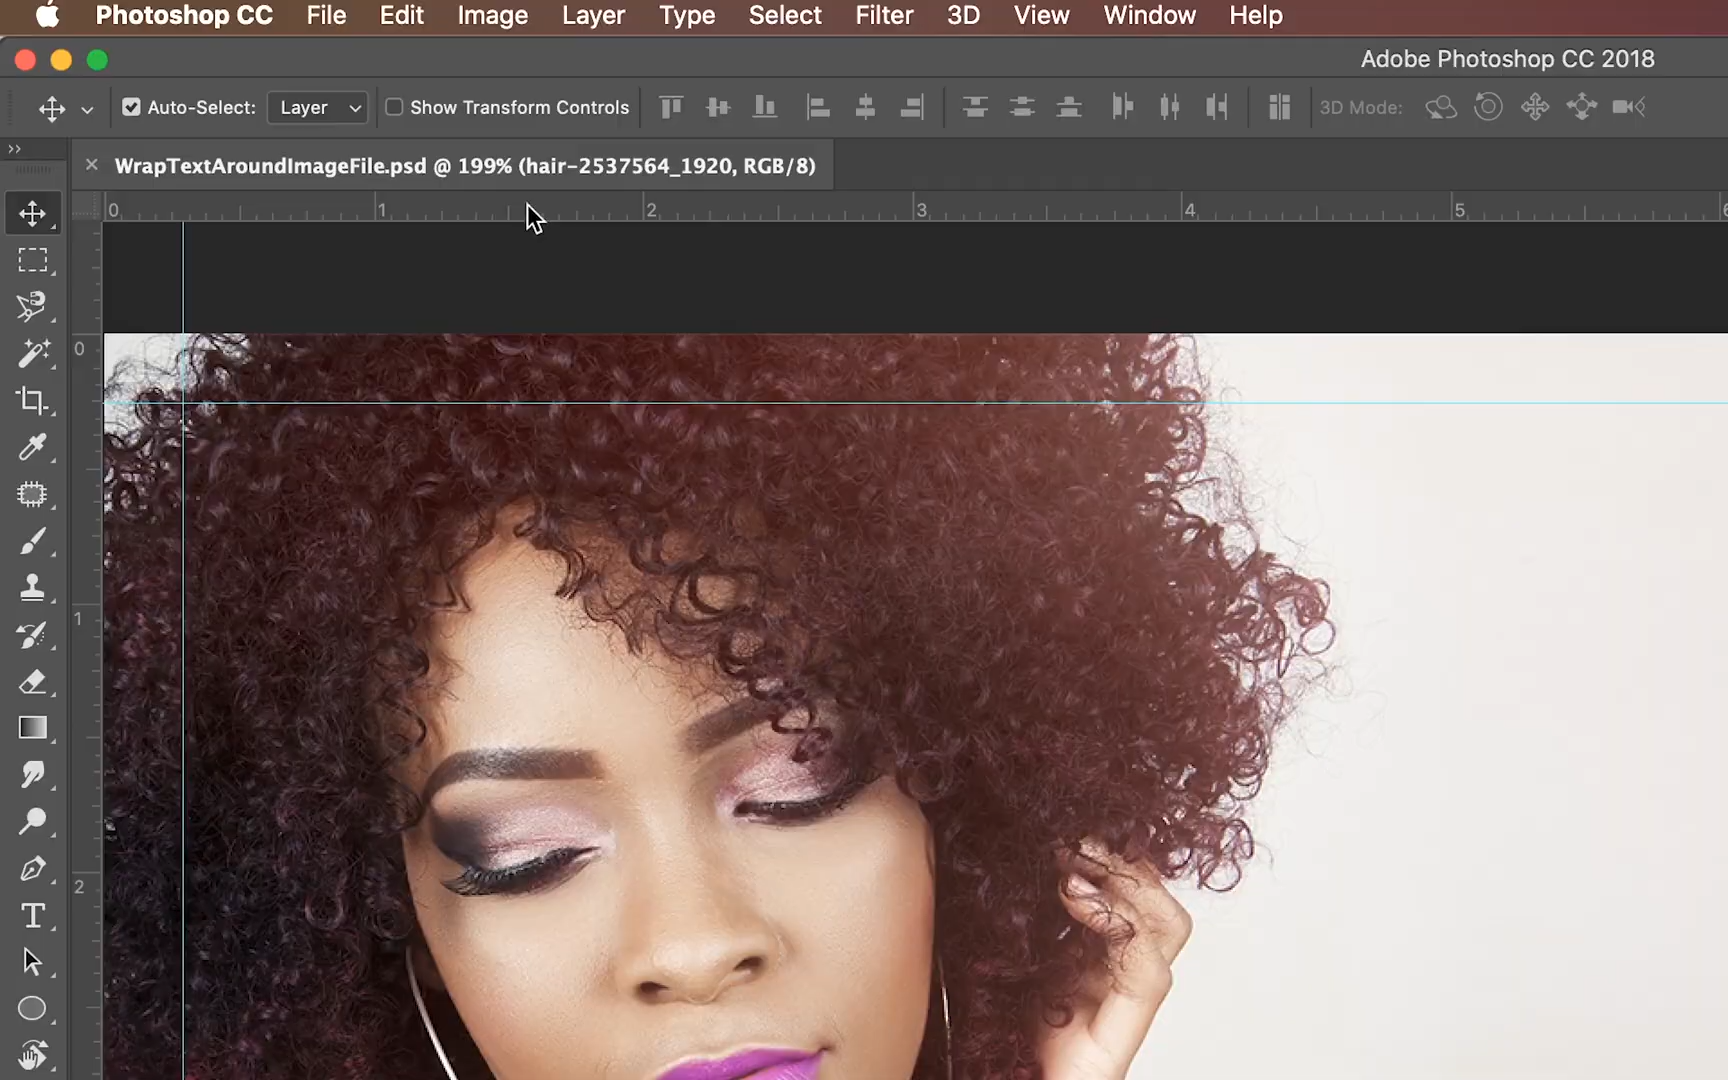 Photoshop CC File Edit Image Layer Type Select Filter 3D View Window Help
Adobe Photoshop CC 2018
Auto-Select: Layer Show Transform Controls 3D Mode:
WrapTextAroundImageFile.psd @ 199% (hair-2537564_1920, RGB/8)
0 1 2 3 4 5 6
0
1
2